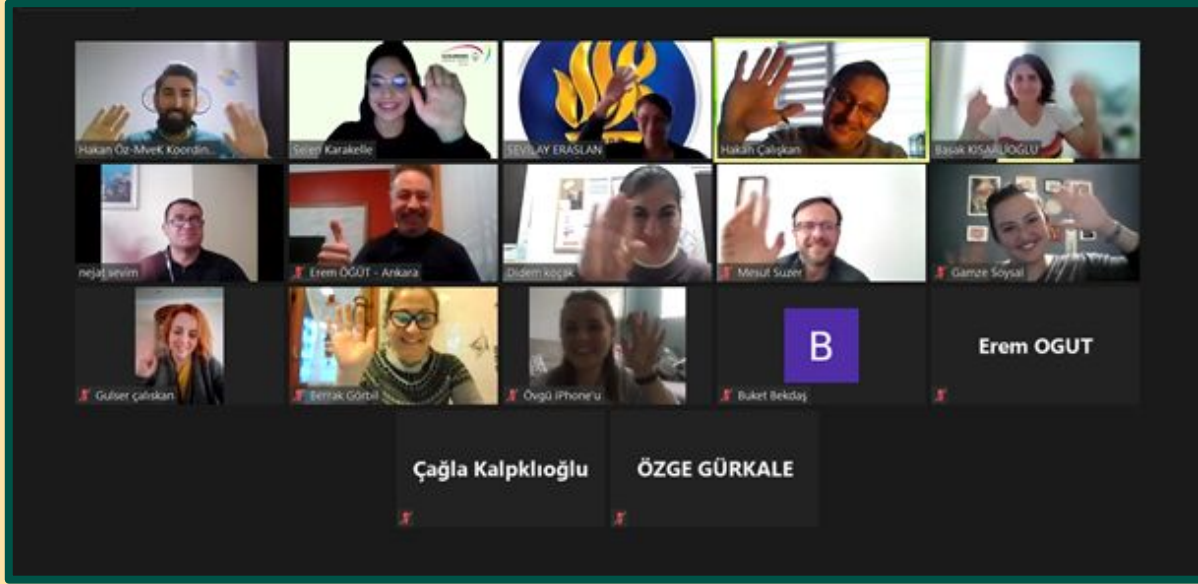 Hakan Öz-MveK Koordin...
Selen Karakelle
SEVİLAY ERASLAN
Hakan Çalışkan
Başak KISAALİOĞLU
nejat sevim
Erem ÖĞÜT - Ankara
Didem koçak
Mesut Suzer
Gamze Soysal
Gulser çalıskan
Berrak Görbil
Övgü iPhone'u
B
Buket Bekdaş
Erem OGUT
Çağla Kalpklıoğlu
ÖZGE GÜRKALE